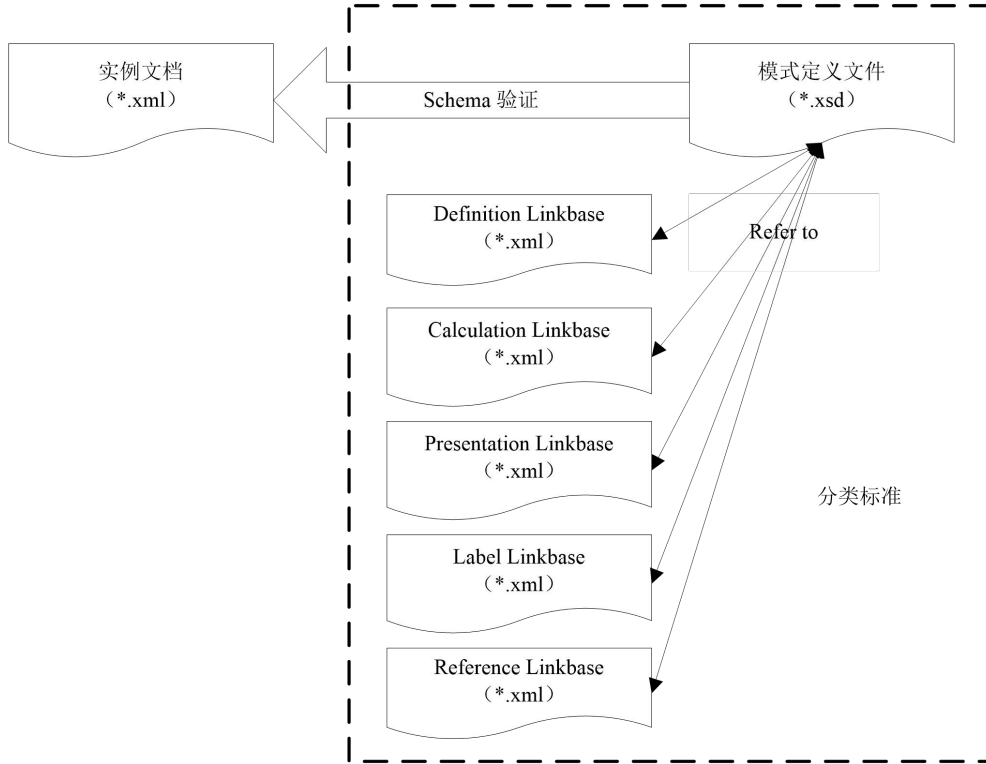 实例文档
（*.xml）
Schema 验证
模式定义文件
（*.xsd）
Definition Linkbase
（*.xml）
Refer to
Calculation Linkbase
（*.xml）
Presentation Linkbase
（*.xml）
分类标准
Label Linkbase
（*.xml）
Reference Linkbase
（*.xml）